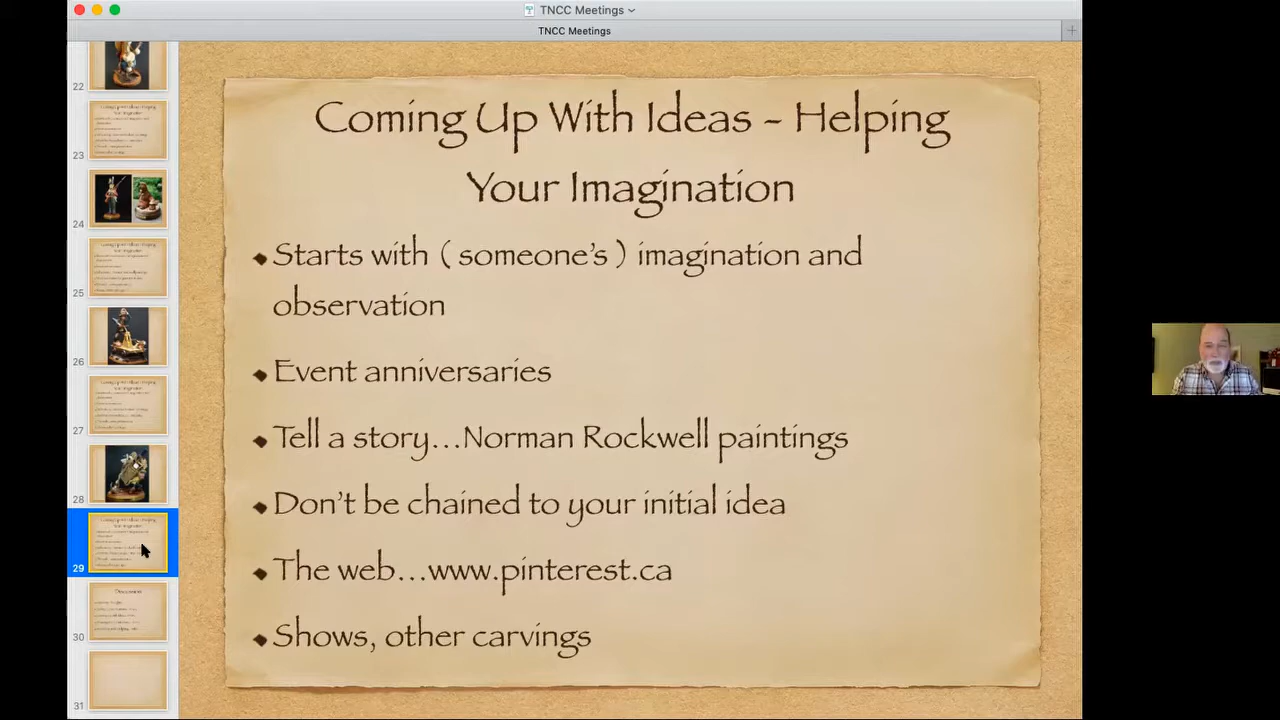 TNCC Meetings
TNCC Meetings
Coming Up With Ideas - Helping
Your Imagination
Starts with ( someone's ) imagination and
observation
Event anniversaries
Tell a story...Norman Rockwell paintings
Don't be chained to your initial idea
The web...www.pinterest.ca
Shows, other carvings
22
23
24
25
26
27
28
29
Discussion
30
31